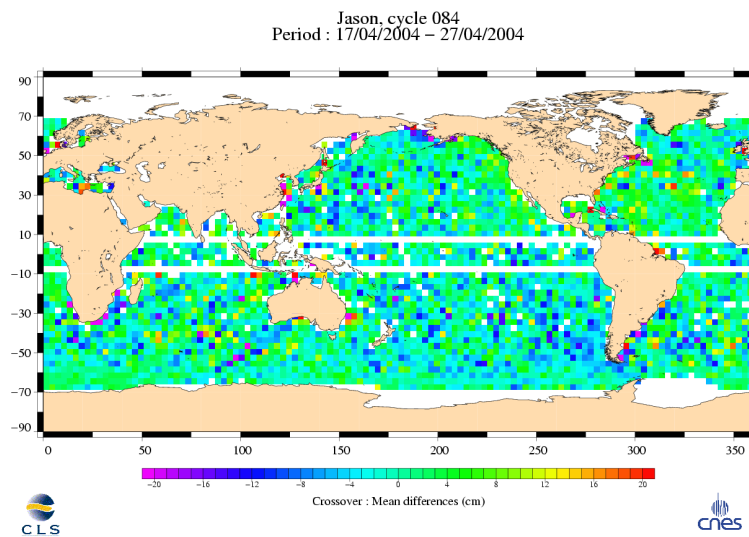 Jason, cycle 084
Period : 17/04/2004 − 27/04/2004
90
70
50
30
10
−10
−30
−50
−70
−90
0 50 100 150 200 250 300 350
−20 −16 −12 −8 −4 0 4 8 12 16 20
Crossover : Mean differences (cm)
CLS
cnes